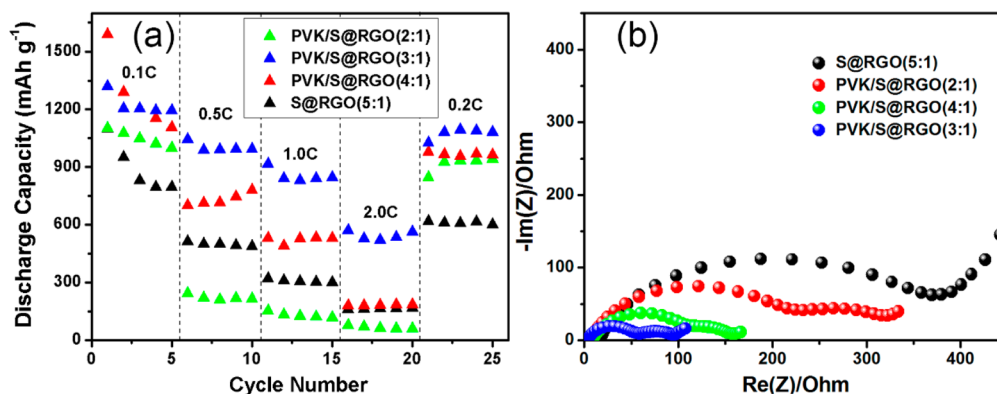 (a)
PVK/S@RGO(2:1)
PVK/S@RGO(3:1)
PVK/S@RGO(4:1)
S@RGO(5:1)
0.1C
0.5C
1.0C
2.0C
0.2C
1500
1200
900
600
300
0
0
5
10
15
20
25
Discharge Capacity (mAh g⁻¹)
Cycle Number
(b)
S@RGO(5:1)
PVK/S@RGO(2:1)
PVK/S@RGO(4:1)
PVK/S@RGO(3:1)
400
300
200
100
0
0
100
200
300
400
-Im(Z)/Ohm
Re(Z)/Ohm